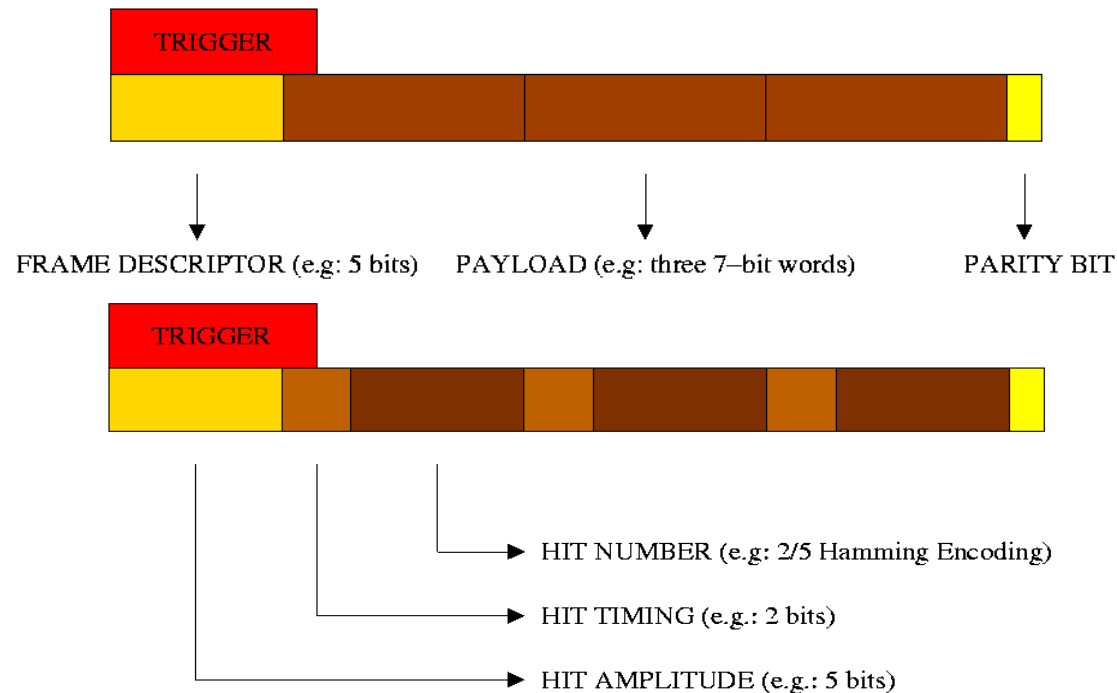 TRIGGER
FRAME DESCRIPTOR (e.g: 5 bits)
PAYLOAD (e.g: three 7–bit words)
PARITY BIT
TRIGGER
HIT NUMBER (e.g: 2/5 Hamming Encoding)
HIT TIMING (e.g.: 2 bits)
HIT AMPLITUDE (e.g.: 5 bits)